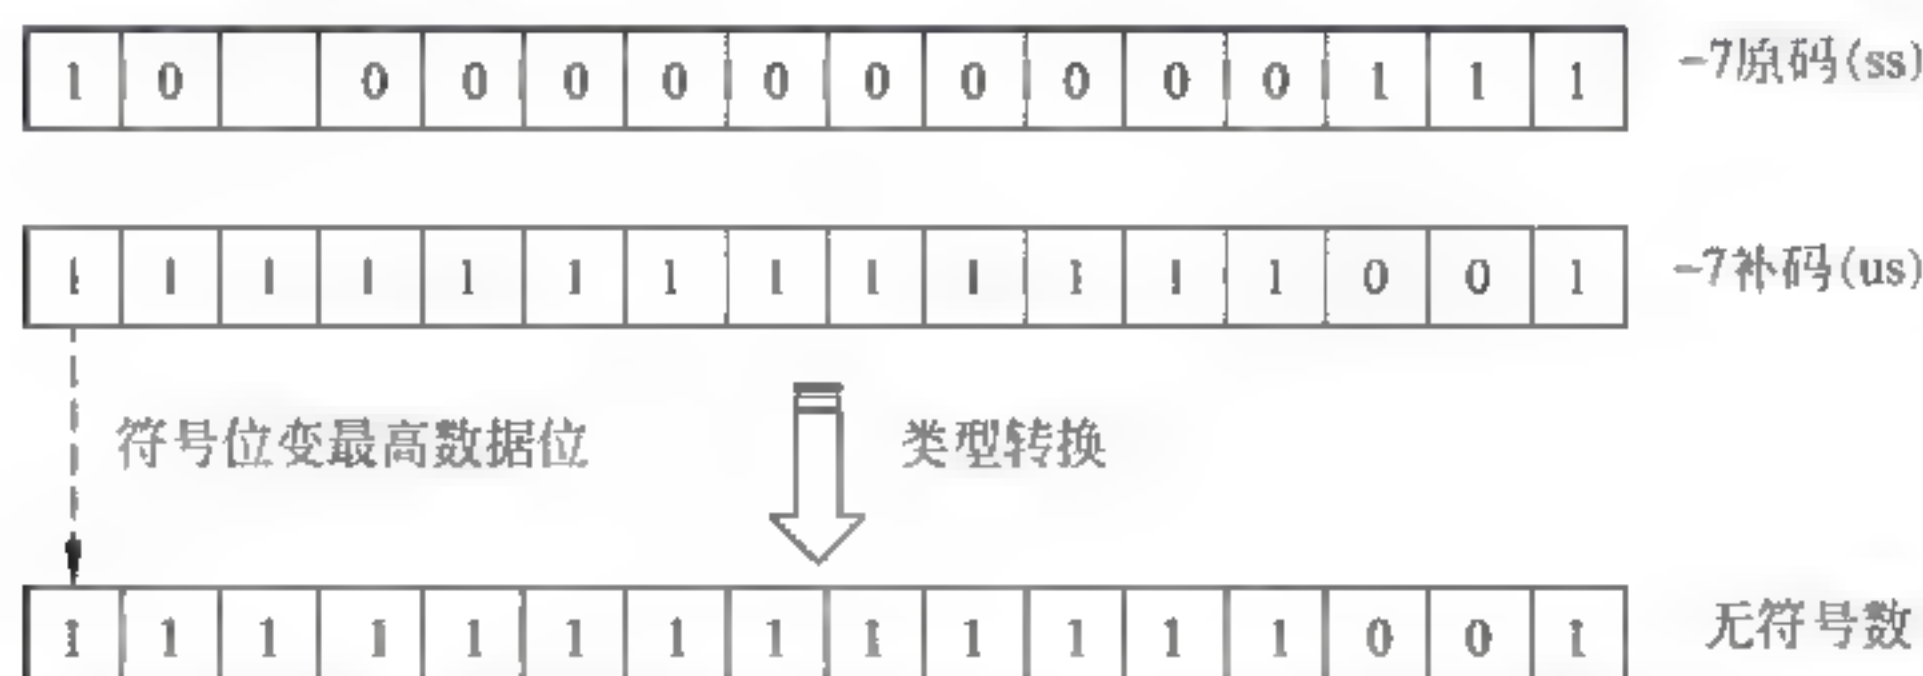 1 0 0 0 0 0 0 0 0 0 0 0 1 1 1 -7原码(ss)
1 1 1 1 1 1 1 1 1 1 1 1 1 0 0 1 -7补码(us)
符号位变最高数据位 类型转换
1 1 1 1 1 1 1 1 1 1 1 1 1 0 0 1 无符号数